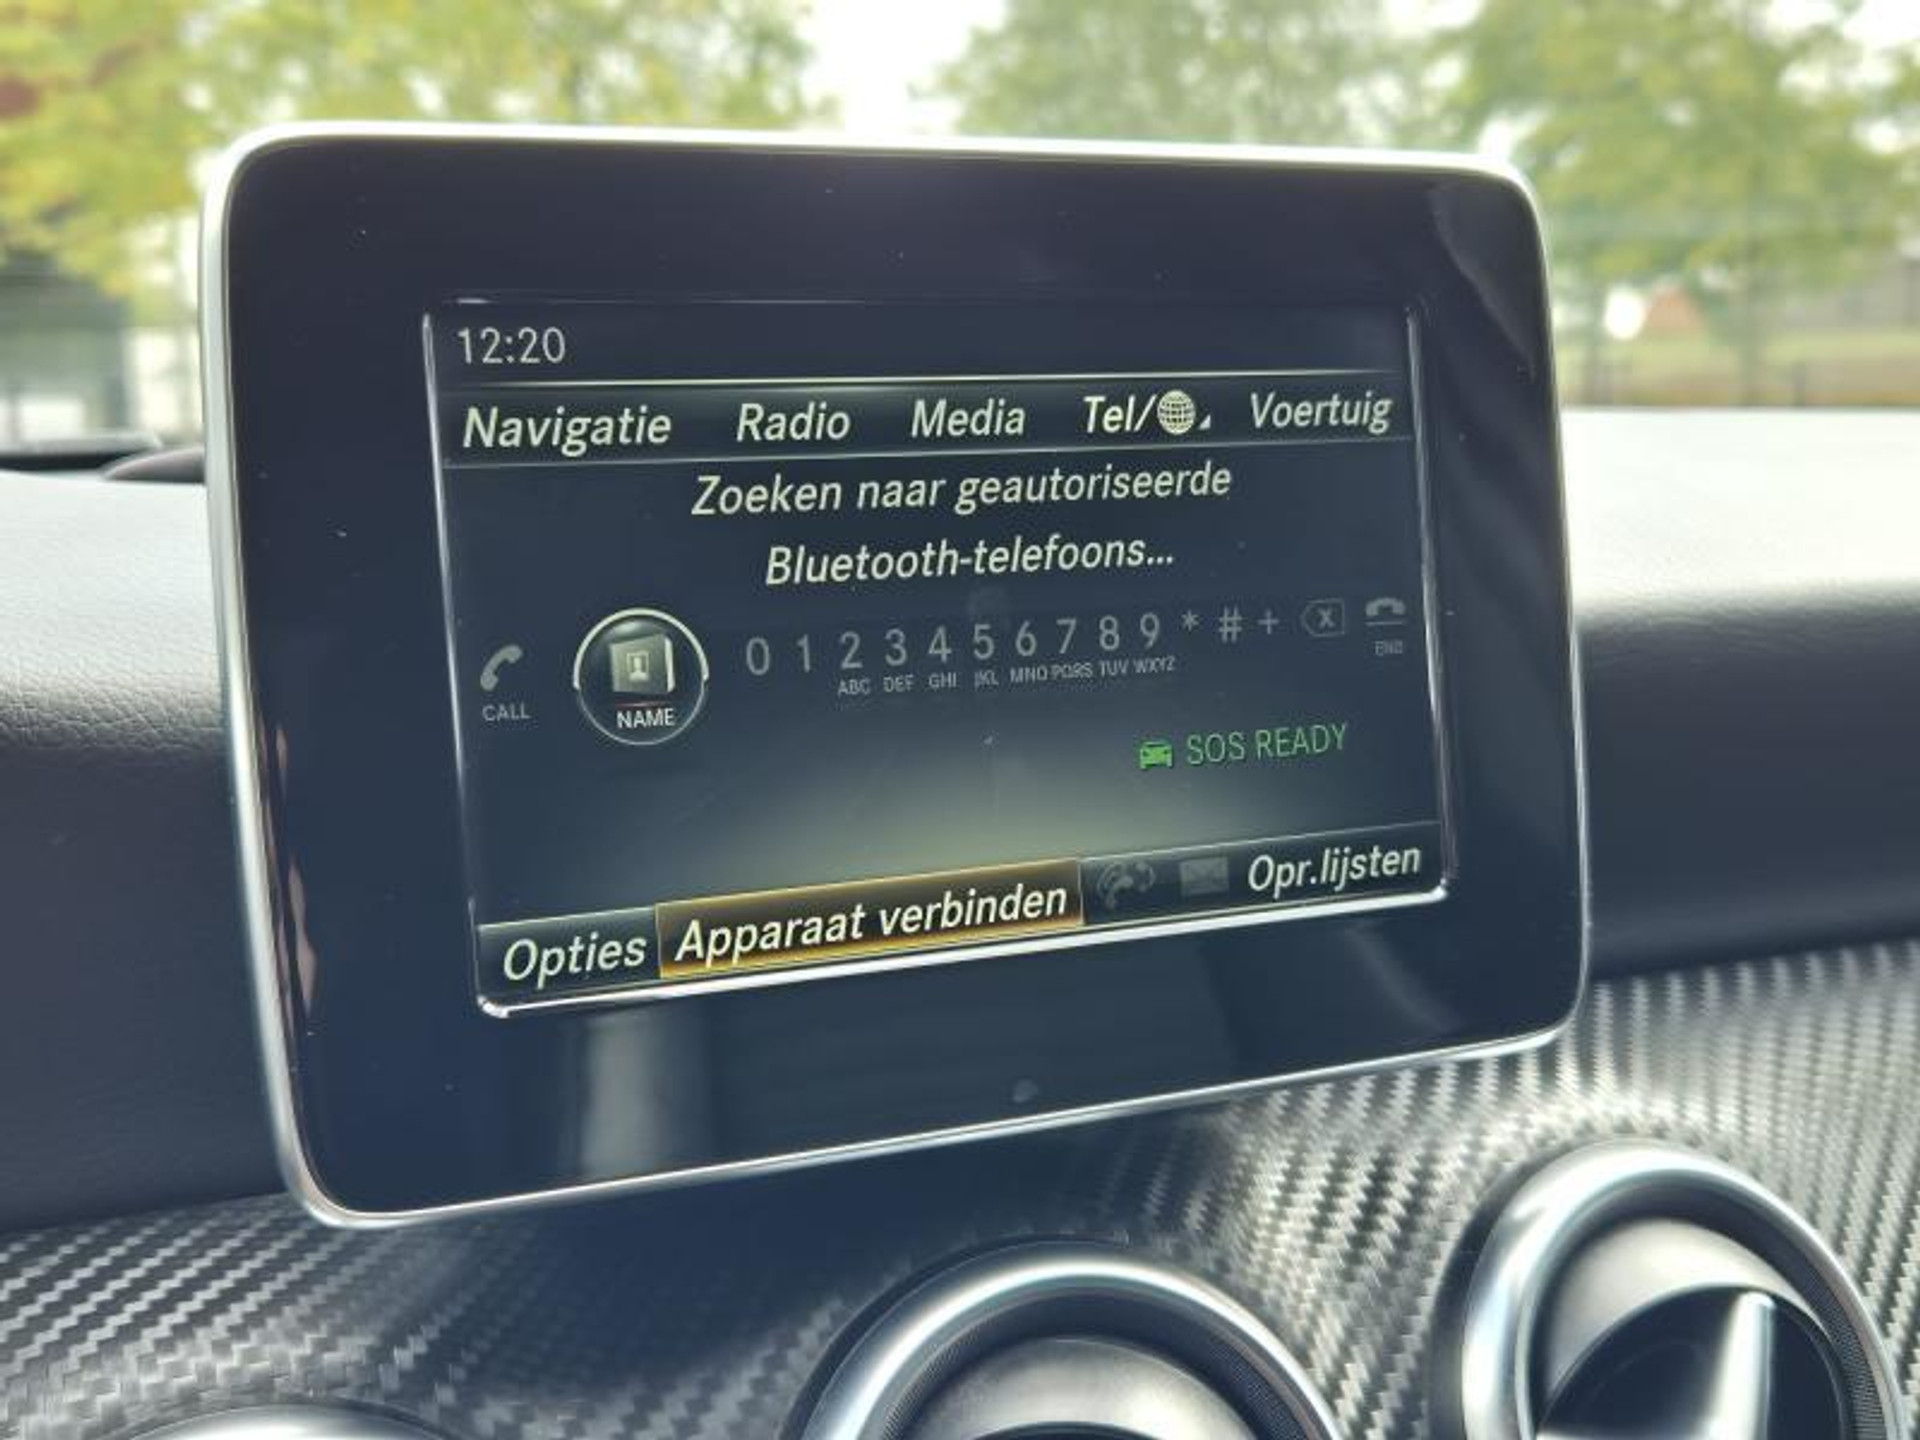 12:20
Navigatie Radio Media Tel/ Voertuig
Zoeken naar geautoriseerde
Bluetooth-telefoons...
0 1 2 3 4 5 6 7 8 9 * # + X
ABC DEF GHI JKL MNO PQRS TUV WXYZ END
CALL NAME
SOS READY
Opties Apparaat verbinden Opr.lijsten